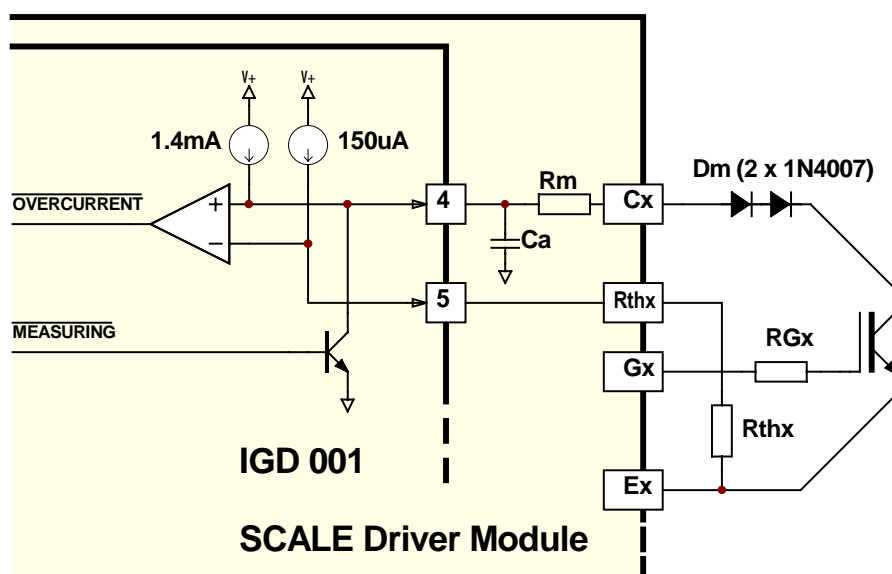 V+ V+
1.4mA 150uA
Dm (2 x 1N4007)
Rm
OVERCURRENT
+
4
Cx
−
Ca
5
Rthx
MEASURING
RGx
Gx
Rthx
IGD 001
Ex
SCALE Driver Module